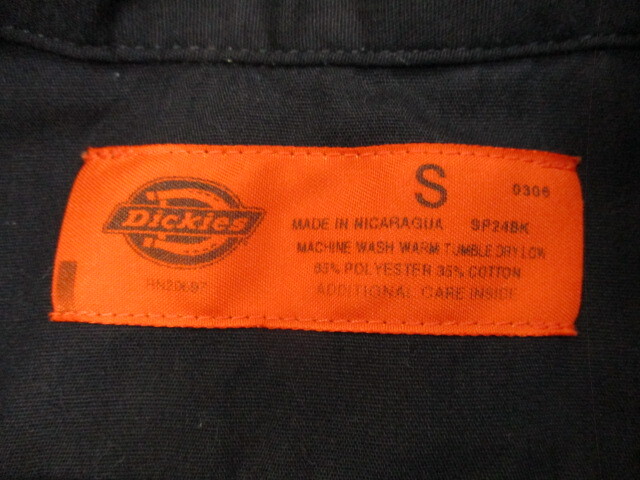 Dickies
RN20697
S 0306
MADE IN NICARAGUA SP24BK
MACHINE WASH WARM TUMBLE DRY LOW
65% POLYESTER 35% COTTON
ADDITIONAL CARE INSIDE